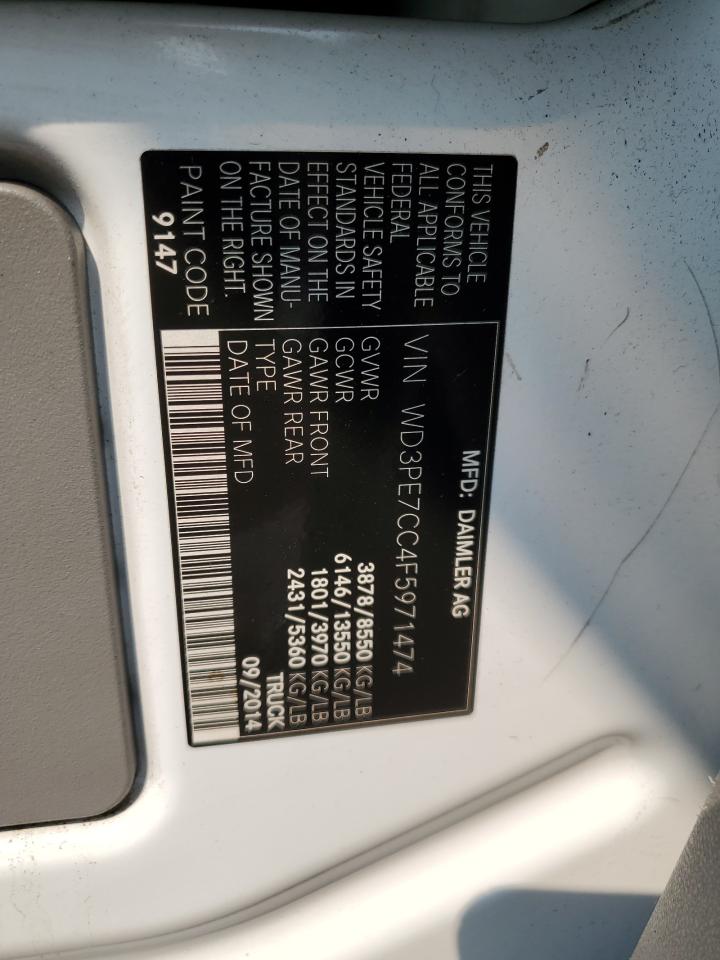 MFD: DAIMLER AG
THIS VEHICLE
CONFORMS TO
ALL APPLICABLE
FEDERAL
VEHICLE SAFETY
STANDARDS IN
EFFECT ON THE
DATE OF MANU-
FACTURE SHOWN
ON THE RIGHT.
PAINT CODE
9147
VIN WD3PE7CC4F5971474
GVWR 3878/8550 KG/LB
GCWR 6146/13550 KG/LB
GAWR FRONT 1801/3970 KG/LB
GAWR REAR 2431/5360 KG/LB
TYPE TRUCK
DATE OF MFD 09/2014